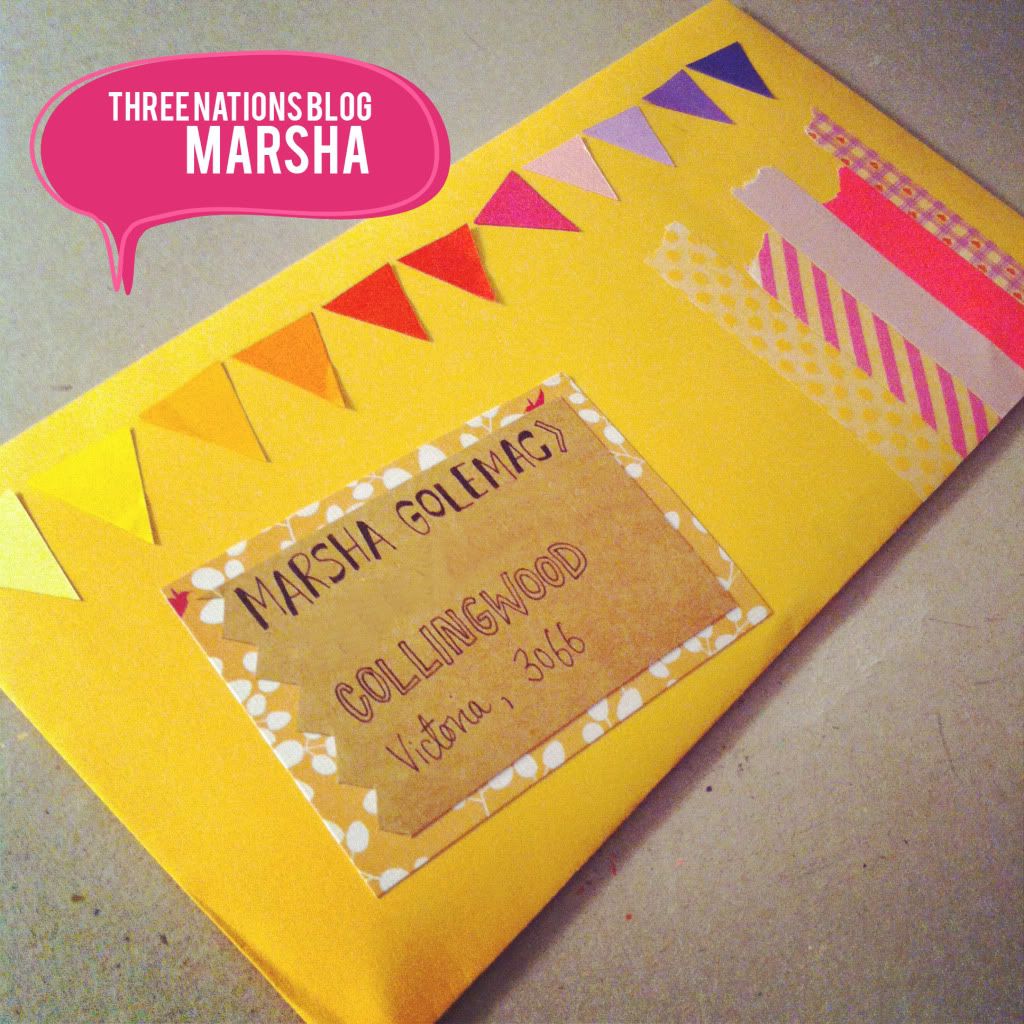 THREE NATIONS BLOG
MARSHA
MARSHA GOLEMAC》
COLLINGWOOD
Victoria, 3066